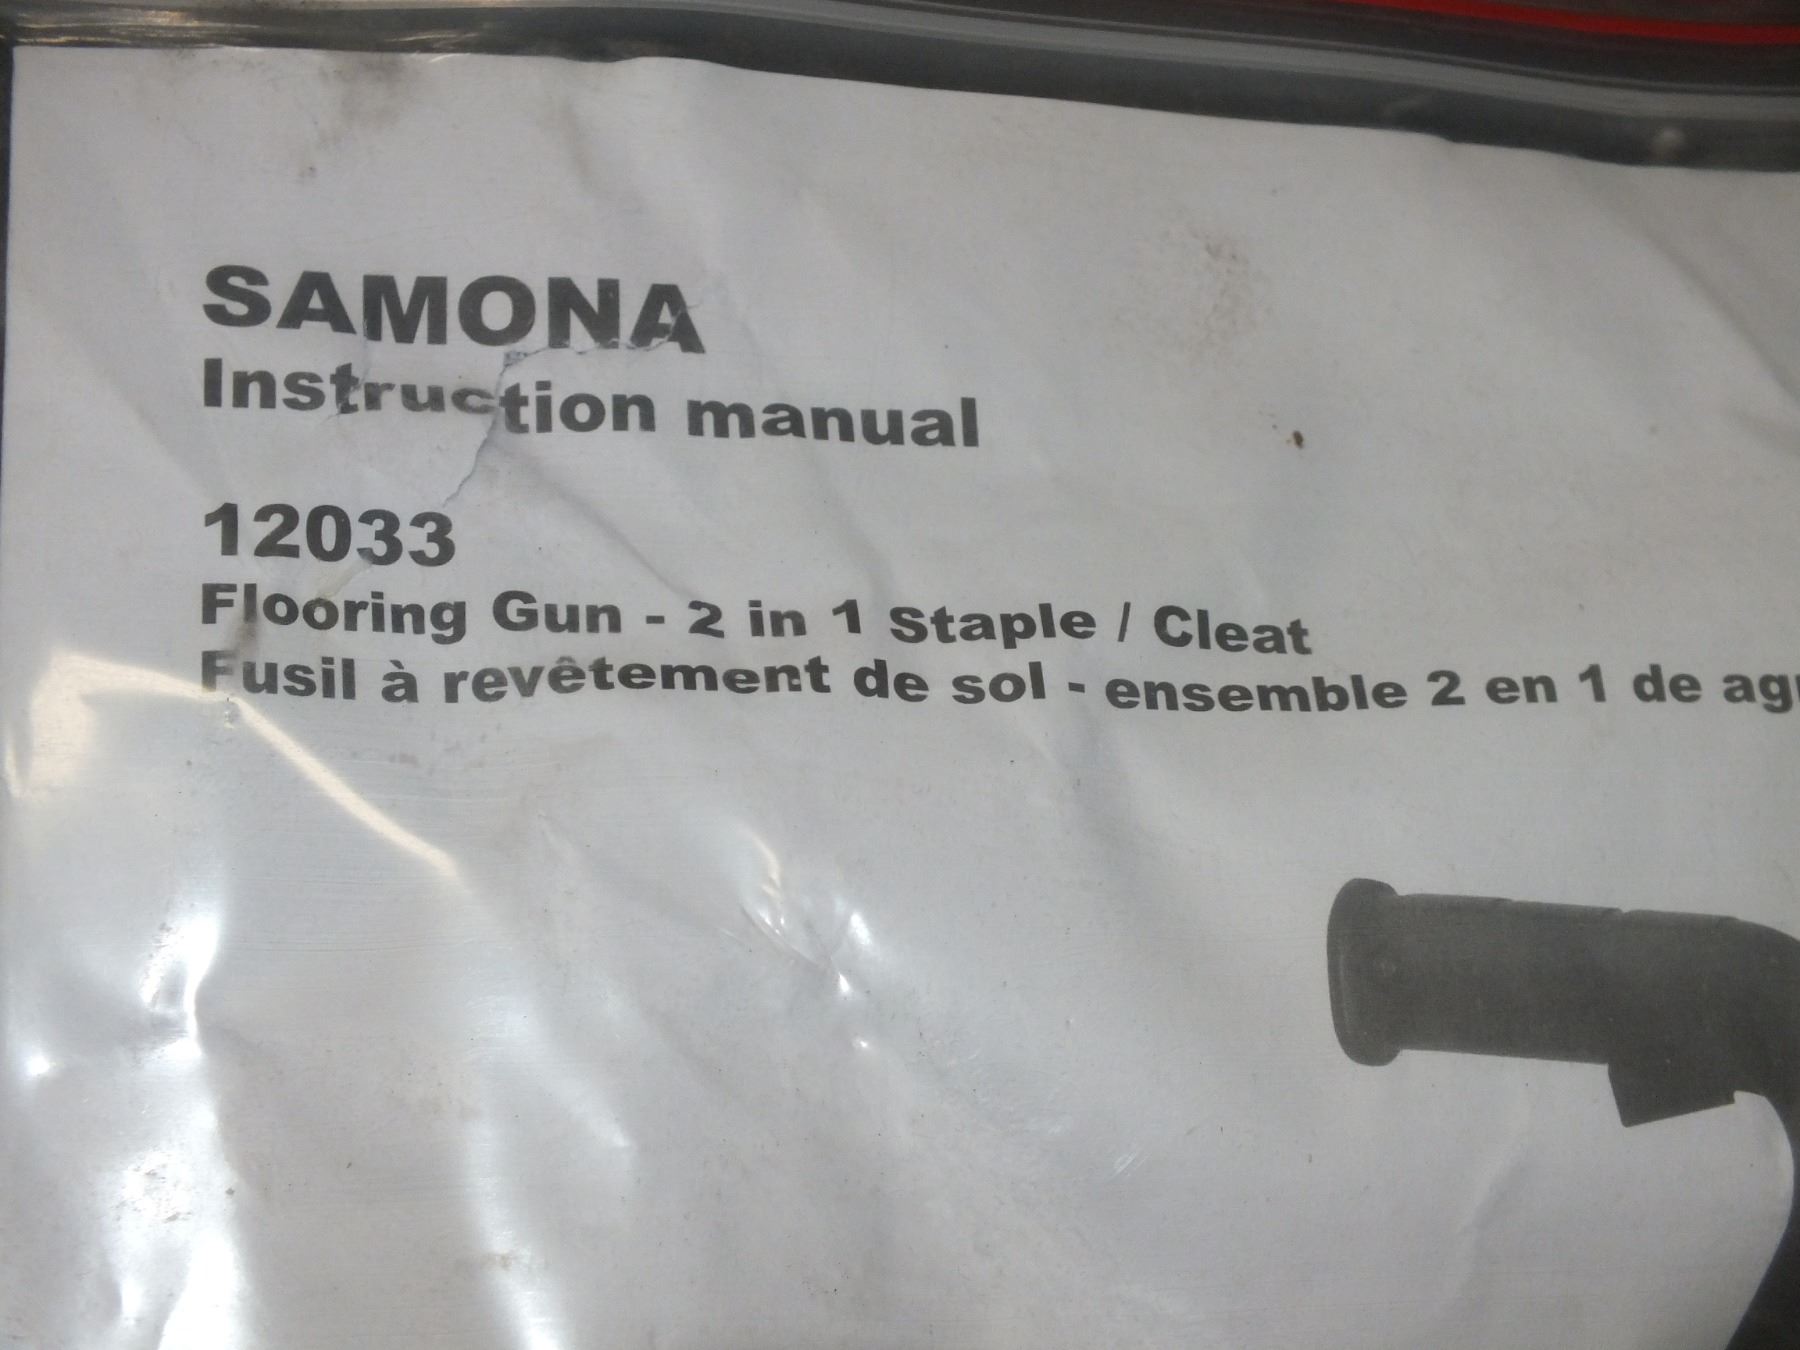 SAMONA
Instruction manual
12033
Flooring Gun - 2 in 1 Staple / Cleat
Fusil à revêtement de sol - ensemble 2 en 1 de